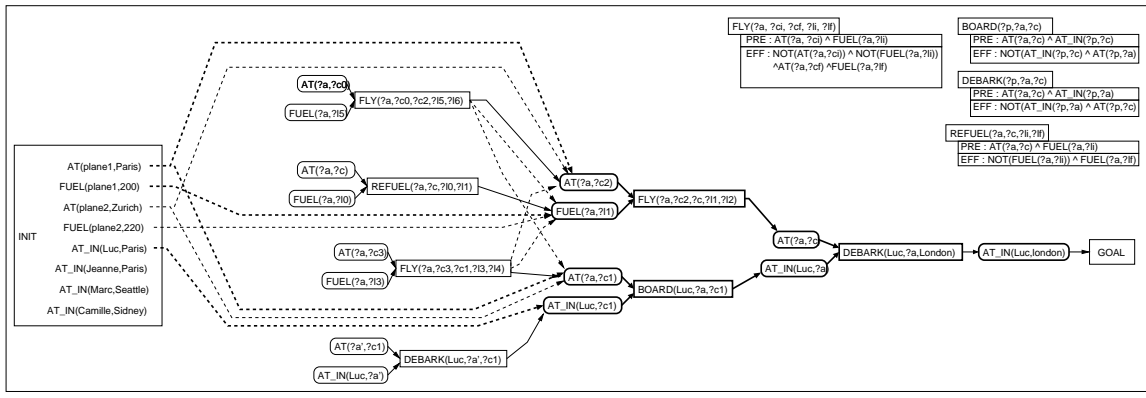 FLY(?a, ?ci, ?cf, ?li, ?lf)
PRE : AT(?a, ?ci) ^ FUEL(?a,?li)
EFF : NOT(AT(?a,?ci)) ^ NOT(FUEL(?a,?li))
^AT(?a,?cf) ^FUEL(?a,?lf)
BOARD(?p,?a,?c)
PRE : AT(?a,?c) ^ AT_IN(?p,?c)
EFF : NOT(AT_IN(?p,?c) ^ AT(?p,?a)
DEBARK(?p,?a,?c)
PRE : AT(?a,?c) ^ AT_IN(?p,?a)
EFF : NOT(AT_IN(?p,?a) ^ AT(?p,?c)
REFUEL(?a,?c,?li,?lf)
PRE : AT(?a,?c) ^ FUEL(?a,?li)
EFF : NOT(FUEL(?a,?li)) ^ FUEL(?a,?lf)
INIT
AT(plane1,Paris)
FUEL(plane1,200)
AT(plane2,Zurich)
FUEL(plane2,220)
AT_IN(Luc,Paris)
AT_IN(Jeanne,Paris)
AT_IN(Marc,Seattle)
AT_IN(Camille,Sidney)
AT(?a,?c0)
FUEL(?a,?l5)
FLY(?a,?c0,?c2,?l5,?l6)
AT(?a,?c)
FUEL(?a,?l0)
REFUEL(?a,?c,?l0,?l1)
AT(?a,?c3)
FUEL(?a,?l3)
FLY(?a,?c3,?c1,?l3,?l4)
AT(?a',?c1)
AT_IN(Luc,?a')
DEBARK(Luc,?a',?c1)
AT(?a,?c2)
FUEL(?a,?l1)
FLY(?a,?c2,?c,?l1,?l2)
AT(?a,?c1)
AT_IN(Luc,?c1)
BOARD(Luc,?a,?c1)
AT(?a,?c
AT_IN(Luc,?a
DEBARK(Luc,?a,London)
AT_IN(Luc,london)
GOAL